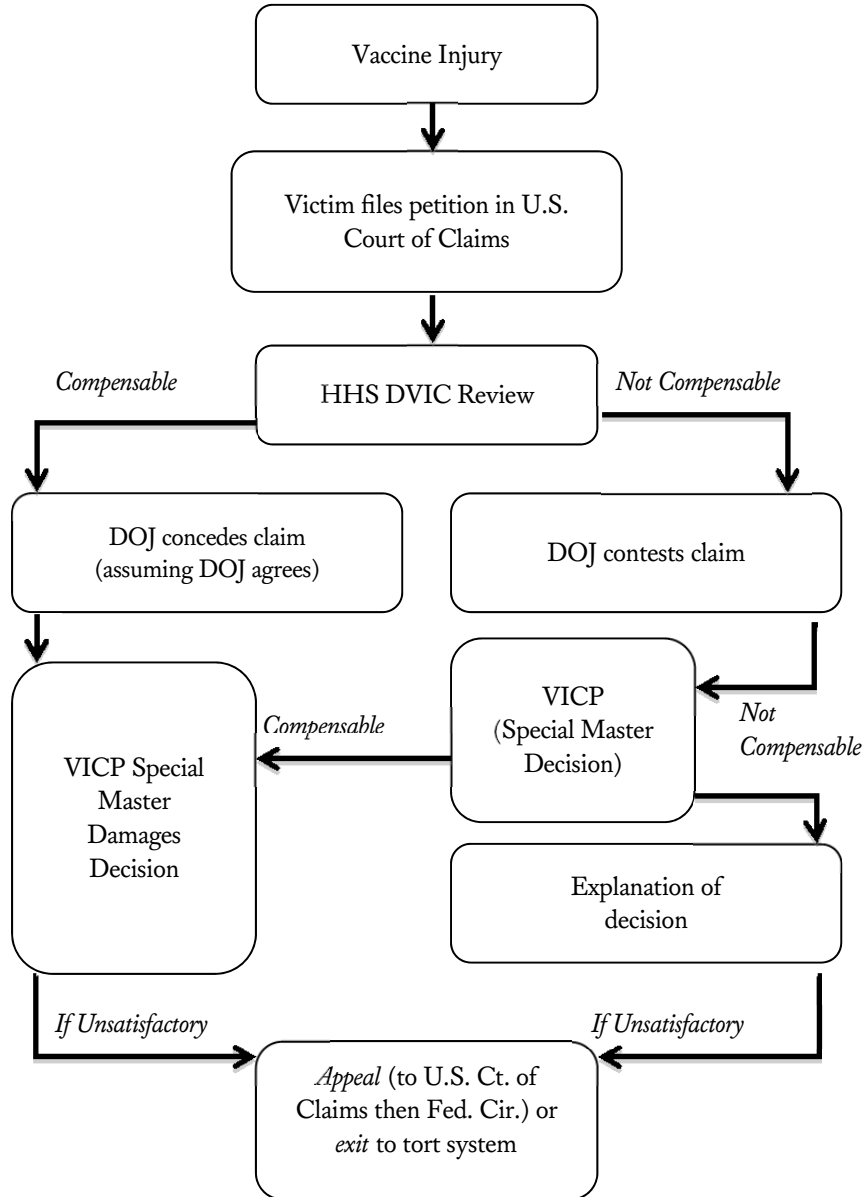 Vaccine Injury
Victim files petition in U.S.
Court of Claims
Compensable
HHS DVIC Review
Not Compensable
DOJ concedes claim
(assuming DOJ agrees)
DOJ contests claim
VICP Special
Master
Damages
Decision
Compensable
VICP
(Special Master
Decision)
Not
Compensable
Explanation of
decision
If Unsatisfactory
If Unsatisfactory
Appeal (to U.S. Ct. of
Claims then Fed. Cir.) or
exit to tort system